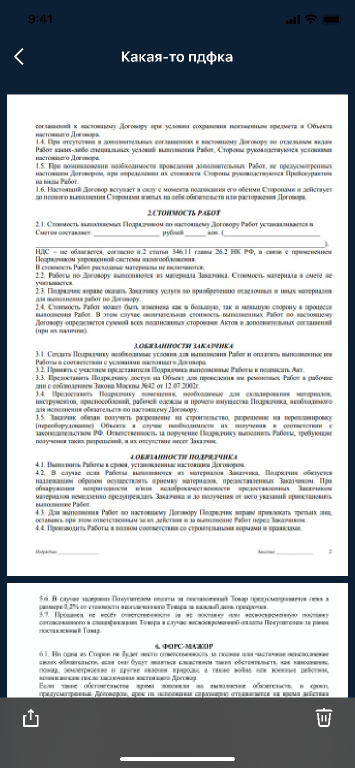 9:41
Какая-то пдфка
соглашений к настоящему Договору при условии сохранения неизменным предмета и Объекта
настоящего Договора.
1.4. При отсутствии в дополнительных соглашениях к настоящему Договору по отдельным видам
Работ каких-либо специальных условий выполнения Работ, Стороны руководствуются условиями
настоящего Договора.
1.5. При возникновении необходимости проведения дополнительных Работ, не предусмотренных
настоящим Договором, при определении их стоимости Стороны руководствуются Прейскурантом
на виды Работ.
1.6. Настоящий Договор вступает в силу с момента подписания его обеими Сторонами и действует
до полного выполнения Сторонами взятых на себя обязательств или расторжения Договора.
2.СТОИМОСТЬ РАБОТ
2.1. Стоимость выполняемых Подрядчиком по настоящему Договору Работ устанавливается в
Сметой составляет: ____________ рублей ______ коп. (____________
____________).
НДС – не облагается, согласно п.2 статьи 346.11 главы 26.2 НК РФ, в связи с применением
Подрядчиком упрощенной системы налогообложения.
В стоимость Работ расходные материалы не включаются.
2.2. Работы по Договору выполняются из материала Заказчика. Стоимость материала в смете не
учитывается.
2.3. Подрядчик вправе оказать Заказчику услуги по приобретению отделочных и иных материалов
для выполнения работ по Договору.
2.4. Стоимость Работ может быть изменена как в большую, так и меньшую сторону в процессе
выполнения Работ. В этом случае окончательная стоимость выполненных Работ по настоящему
Договору определяется суммой всех подписанных сторонами Актов и дополнительных соглашений
(при их наличии).
3.ОБЯЗАННОСТИ ЗАКАЗЧИКА
3.1. Создать Подрядчику необходимые условия для выполнения Работ и оплатить выполненные им
Работы в соответствии с условиями настоящего Договора.
3.2. Принять с участием представителя Подрядчика выполненные Работы и подписать Акт.
3.3. Предоставить Подрядчику доступ на Объект для проведения им ремонтных Работ в рабочие
дни с соблюдением Закона Москвы №42 от 12.07.2002г.
3.4. Предоставить Подрядчику помещения, необходимые для складирования материалов,
инструментов, приспособлений, рабочей одежды и прочего имущества Подрядчика, необходимого
для исполнения обязательств по настоящему Договору.
3.5. Заказчик обязан получить разрешение на строительство, разрешение на перепланировку
(переоборудование) Объекта в случае необходимости их получения в соответствии с
законодательством РФ. Ответственность за поручение Подрядчику выполнить Работы, требующие
получения таких разрешений, в их отсутствие несет Заказчик.
4.ОБЯЗАННОСТИ ПОДРЯДЧИКА
4.1. Выполнить Работы в сроки, установленные настоящим Договором.
4.2. В случае если Работы выполняются из материалов Заказчика, Подрядчик обязуется
надлежащим образом осуществлять приемку материалов, предоставленных Заказчиком. При
обнаружении непригодности и/или недоброкачественности предоставленных Заказчиком
материалов немедленно предупреждать Заказчика и до получения от него указаний приостановить
выполнение Работ.
4.3. Для выполнения Работ по настоящему Договору Подрядчик вправе привлекать третьих лиц,
оставаясь при этом ответственным за их действия и за выполнение Работ перед Заказчиком.
4.4. Производить Работы в полном соответствии со строительными нормами и правилами.
Подрядчик ____________ Заказчик ____________ 2
5.6. В случае задержки Покупателем оплаты за поставленный Товар предусматривается пеня в
размере 0,2% от стоимости неоплаченного Товара за каждый день просрочки.
5.7. Продавец не несёт ответственности за не поставку или несвоевременную поставку
согласованного в спецификациях Товара в случае несвоевременной оплаты Покупателем за ранее
поставленный Товар.
6. ФОРС-МАЖОР
6.1. Ни одна из Сторон не будет нести ответственность за полное или частичное неисполнение
своих обязательств, если они будут являться следствием таких обстоятельств, как наводнение,
пожар, землетрясение и другие явления природы, а также война или военные действия,
возникающие после заключения настоящего Договора.
Если такие обстоятельства прямо повлияли на выполнение обязательств, в сроки,
предусмотренные Договором, срок их исполнения соразмерно отодвигается на время действия